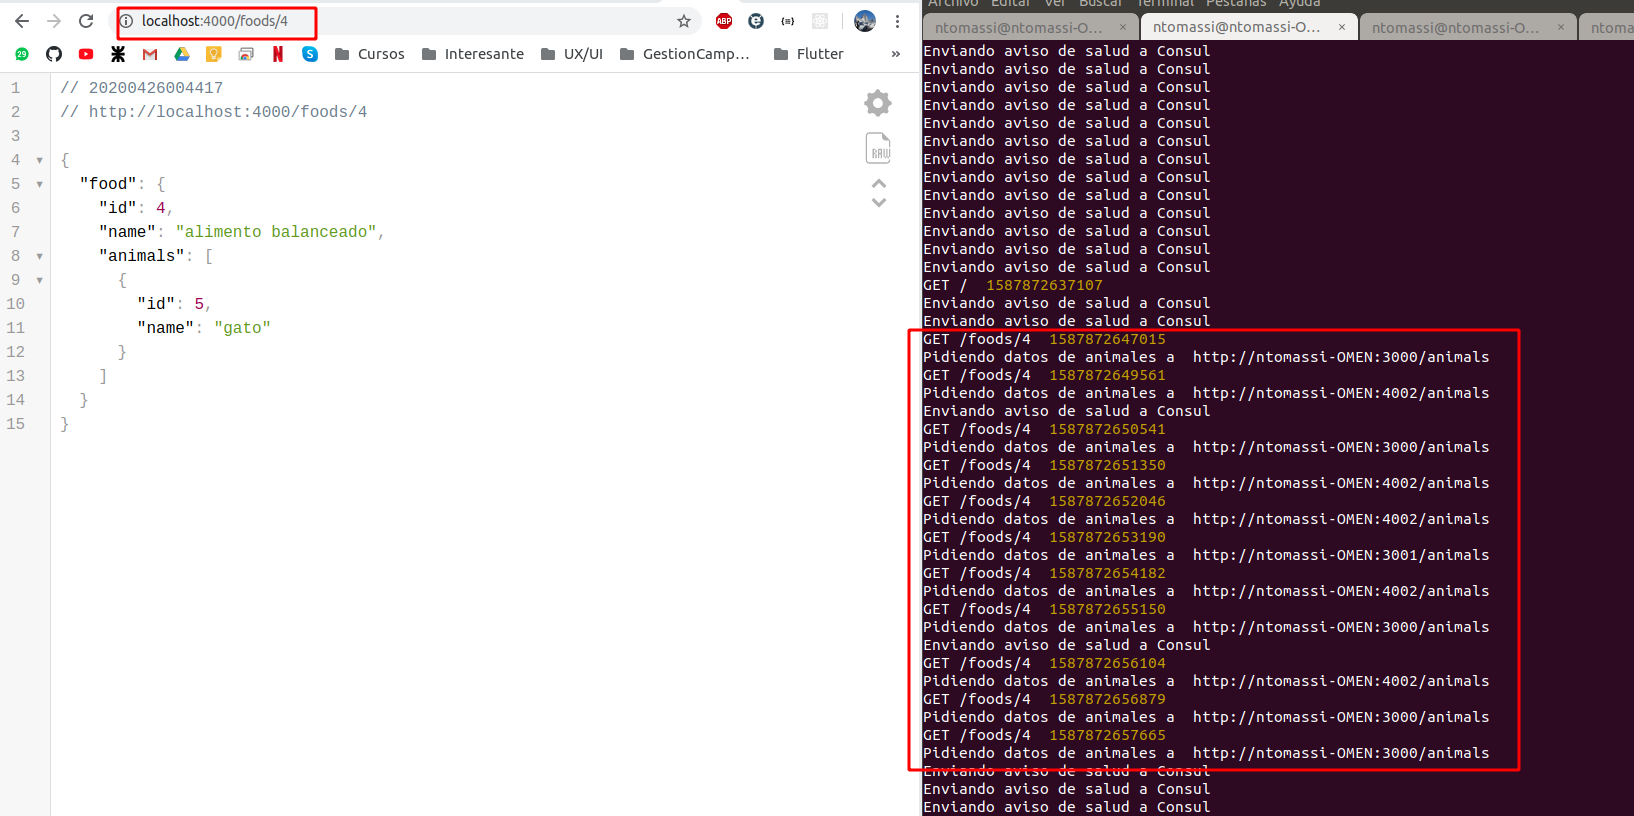 localhost:4000/foods/4
ABP
29
Cursos
Interesante
UX/UI
GestionCamp...
Flutter
»
1 // 20200426004417
2 // http://localhost:4000/foods/4
3
4 {
5 "food": {
6 "id": 4,
7 "name": "alimento balanceado",
8 "animals": [
9 {
10 "id": 5,
11 "name": "gato"
12 }
13 ]
14 }
15 }
RAW
Archivo Editar Ver Buscar Terminal Pestañas Ayuda
ntomassi@ntomassi-O... × ntomassi@ntomassi-O... × ntomassi@ntomassi-O... × ntoma
Enviando aviso de salud a Consul
Enviando aviso de salud a Consul
Enviando aviso de salud a Consul
Enviando aviso de salud a Consul
Enviando aviso de salud a Consul
Enviando aviso de salud a Consul
Enviando aviso de salud a Consul
Enviando aviso de salud a Consul
Enviando aviso de salud a Consul
Enviando aviso de salud a Consul
Enviando aviso de salud a Consul
Enviando aviso de salud a Consul
Enviando aviso de salud a Consul
GET / 1587872637107
Enviando aviso de salud a Consul
Enviando aviso de salud a Consul
GET /foods/4 1587872647015
Pidiendo datos de animales a http://ntomassi-OMEN:3000/animals
GET /foods/4 1587872649561
Pidiendo datos de animales a http://ntomassi-OMEN:4002/animals
Enviando aviso de salud a Consul
GET /foods/4 1587872650541
Pidiendo datos de animales a http://ntomassi-OMEN:3000/animals
GET /foods/4 1587872651350
Pidiendo datos de animales a http://ntomassi-OMEN:4002/animals
GET /foods/4 1587872652046
Pidiendo datos de animales a http://ntomassi-OMEN:4002/animals
GET /foods/4 1587872653190
Pidiendo datos de animales a http://ntomassi-OMEN:3001/animals
GET /foods/4 1587872654182
Pidiendo datos de animales a http://ntomassi-OMEN:4002/animals
GET /foods/4 1587872655150
Pidiendo datos de animales a http://ntomassi-OMEN:3000/animals
Enviando aviso de salud a Consul
GET /foods/4 1587872656104
Pidiendo datos de animales a http://ntomassi-OMEN:4002/animals
GET /foods/4 1587872656879
Pidiendo datos de animales a http://ntomassi-OMEN:3000/animals
GET /foods/4 1587872657665
Pidiendo datos de animales a http://ntomassi-OMEN:3000/animals
Enviando aviso de salud a Consul
Enviando aviso de salud a Consul
Enviando aviso de salud a Consul